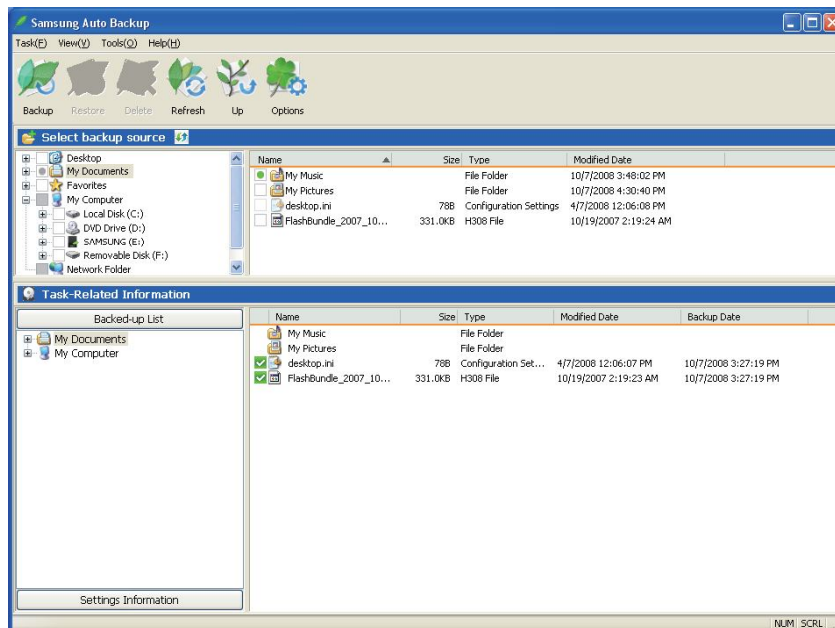 Samsung Auto Backup
Task(F) View(V) Tools(O) Help(H)
Backup Restore Delete Refresh Up Options
Select backup source
Desktop
My Documents
Favorites
My Computer
Local Disk (C:)
DVD Drive (D:)
SAMSUNG (E:)
Removable Disk (F:)
Network Folder
Name Size Type Modified Date
My Music File Folder 10/7/2008 3:48:02 PM
My Pictures File Folder 10/7/2008 4:30:40 PM
desktop.ini 78B Configuration Settings 4/7/2008 12:06:08 PM
FlashBundle_2007_10... 331.0KB H308 File 10/19/2007 2:19:24 AM
Task-Related Information
Backed-up List
My Documents
My Computer
Name Size Type Modified Date Backup Date
My Music File Folder
My Pictures File Folder
desktop.ini 78B Configuration Set... 4/7/2008 12:06:07 PM 10/7/2008 3:27:19 PM
FlashBundle_2007_10... 331.0KB H308 File 10/19/2007 2:19:23 AM 10/7/2008 3:27:19 PM
Settings Information
NUM SCRL